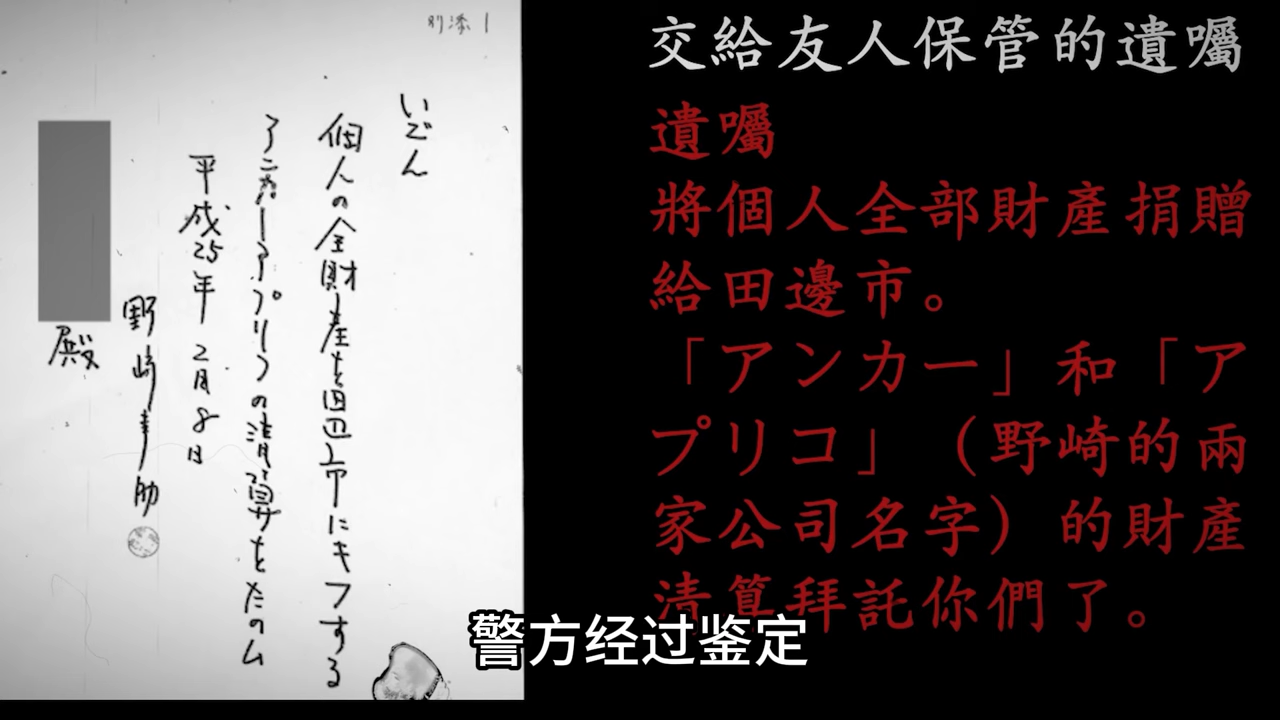 別添1
いごん
個人の全財産を田辺市にキフする
アンカー、アプリコの清算をたのム
平成25年2月8日
野崎幸助
殿
交給友人保管的遺囑
遺囑
將個人全部財產捐贈
給田邊市。
「アンカー」和「ア
プリコ」（野崎的兩
家公司名字）的財產
清算拜託你們了。
警方经过鉴定